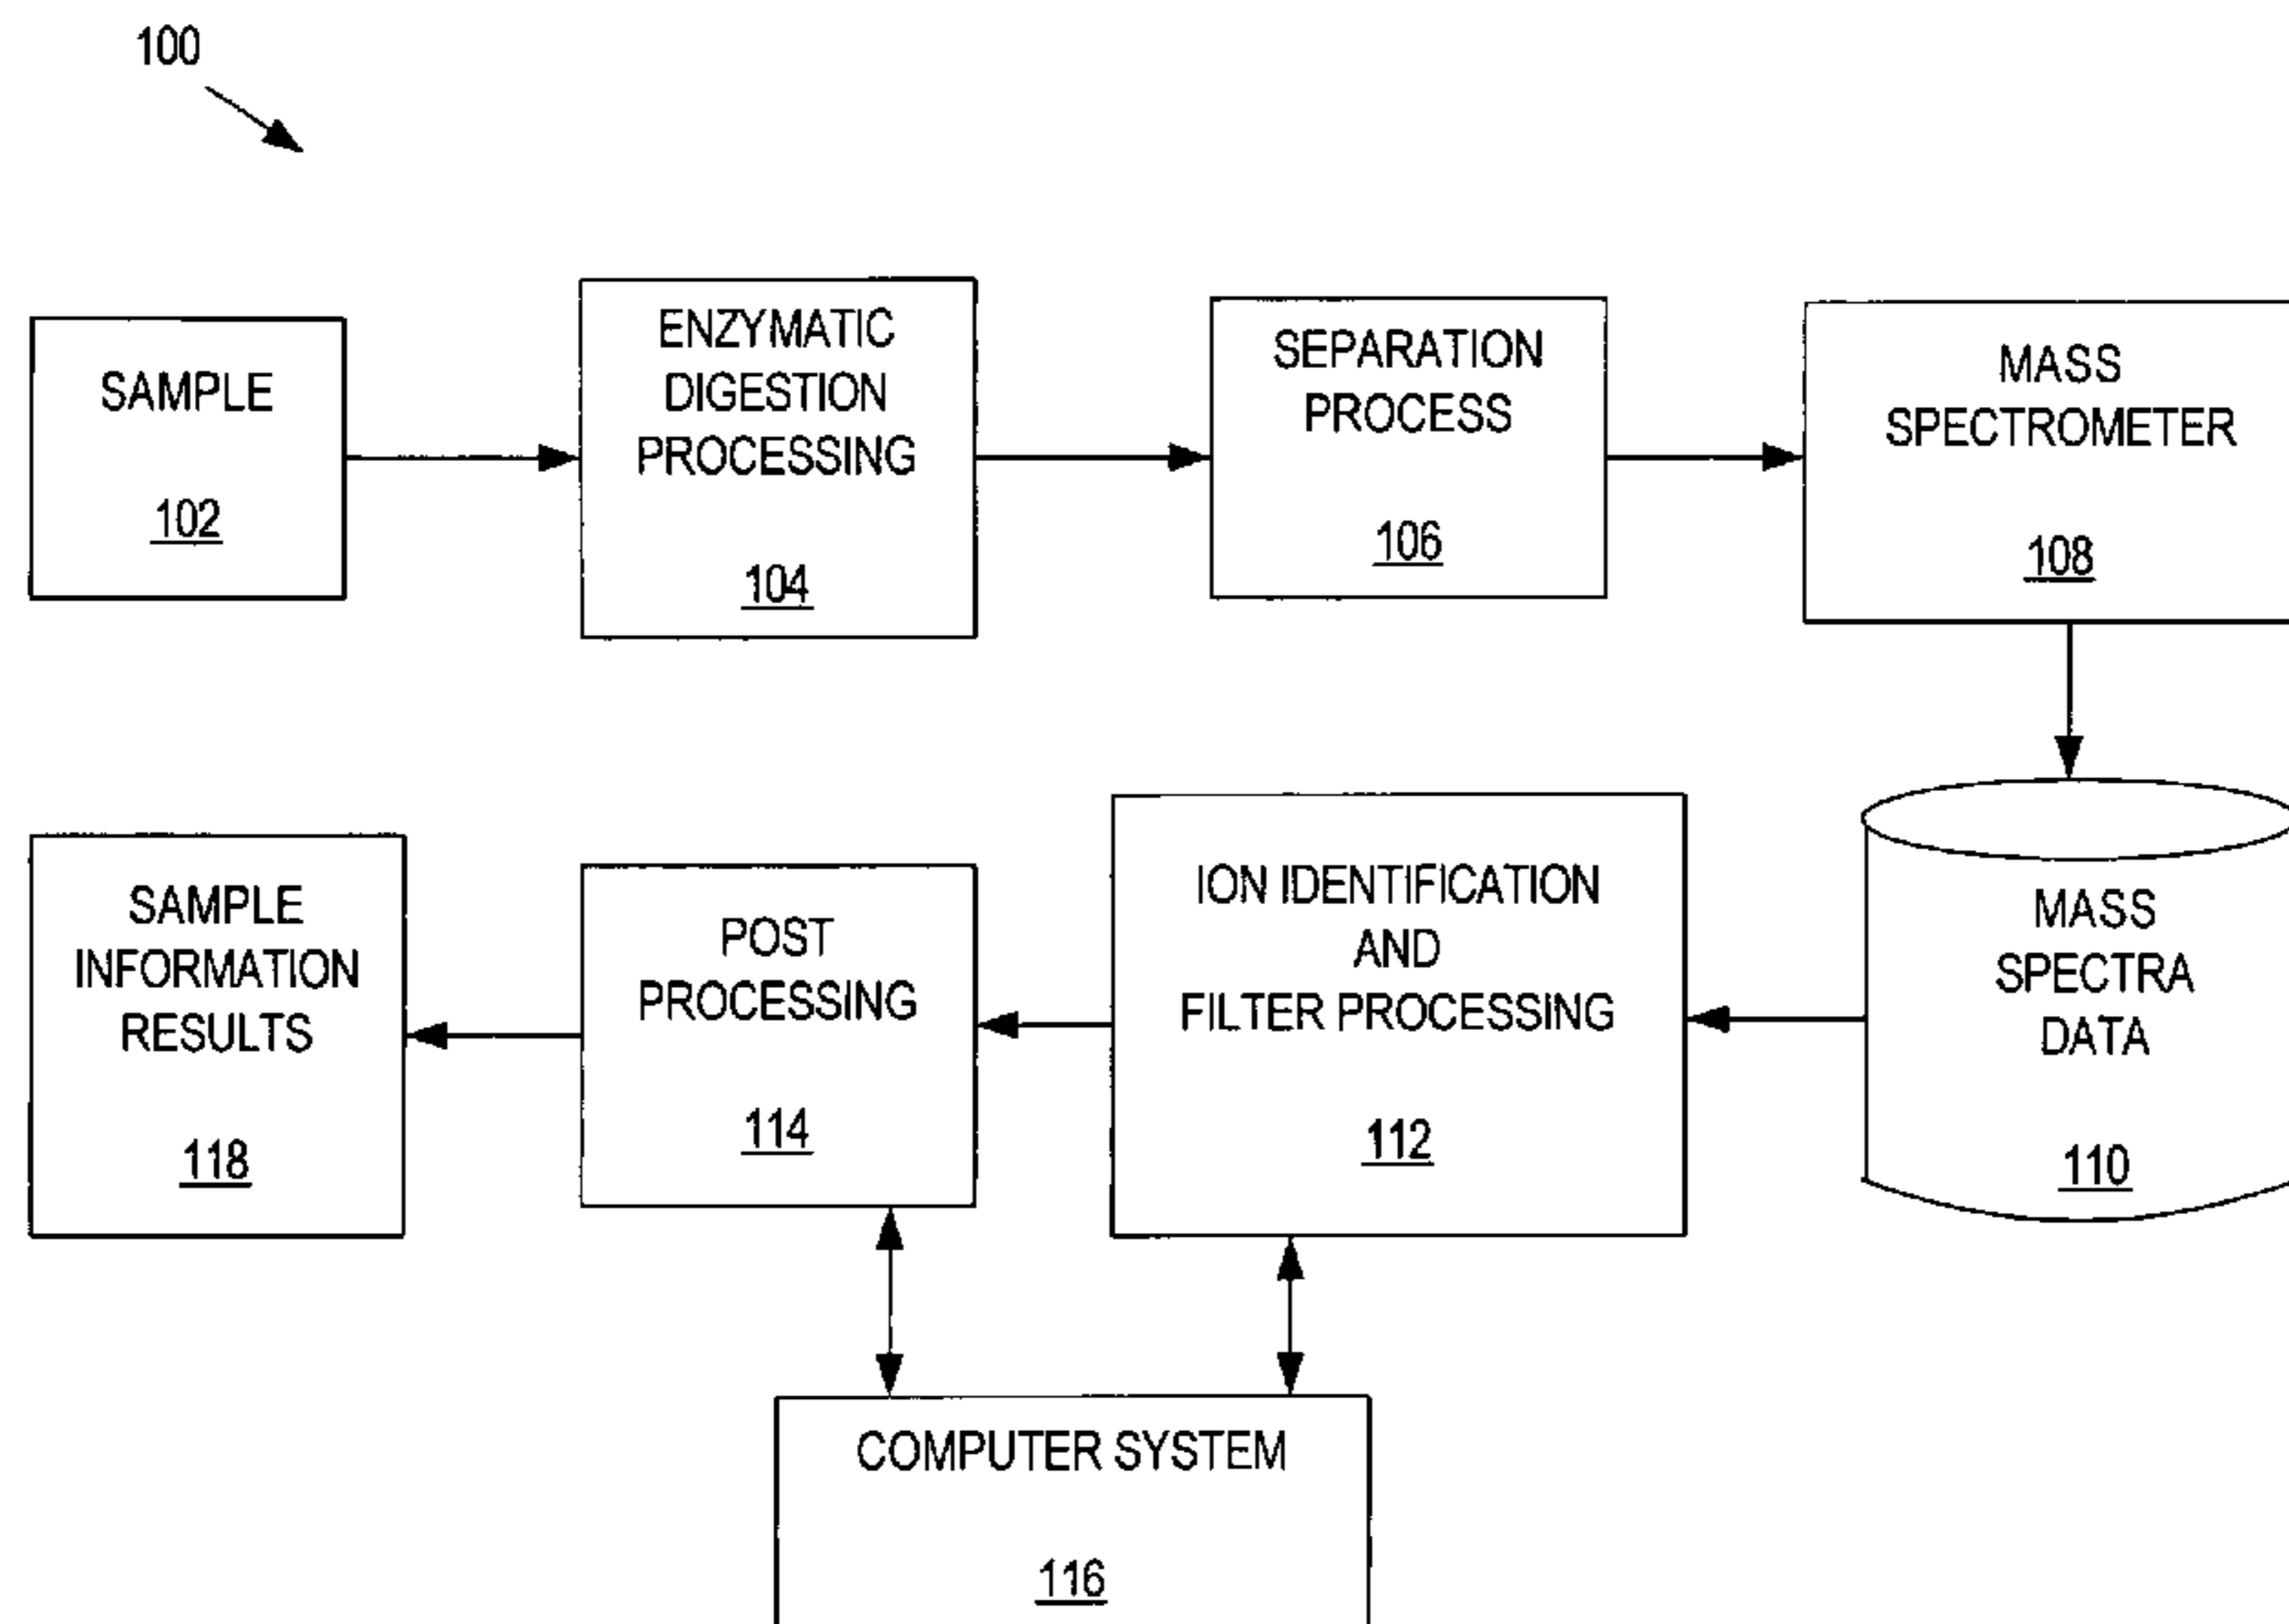 100
SAMPLE
102
ENZYMATIC
DIGESTION
PROCESSING
104
SEPARATION
PROCESS
106
MASS
SPECTROMETER
108
SAMPLE
INFORMATION
RESULTS
118
POST
PROCESSING
114
ION IDENTIFICATION
AND
FILTER PROCESSING
112
MASS
SPECTRA
DATA
110
COMPUTER SYSTEM
116